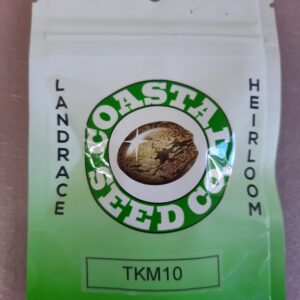 COASTAL
SEED CO.
LANDRACE
HEIRLOOM
TKM10